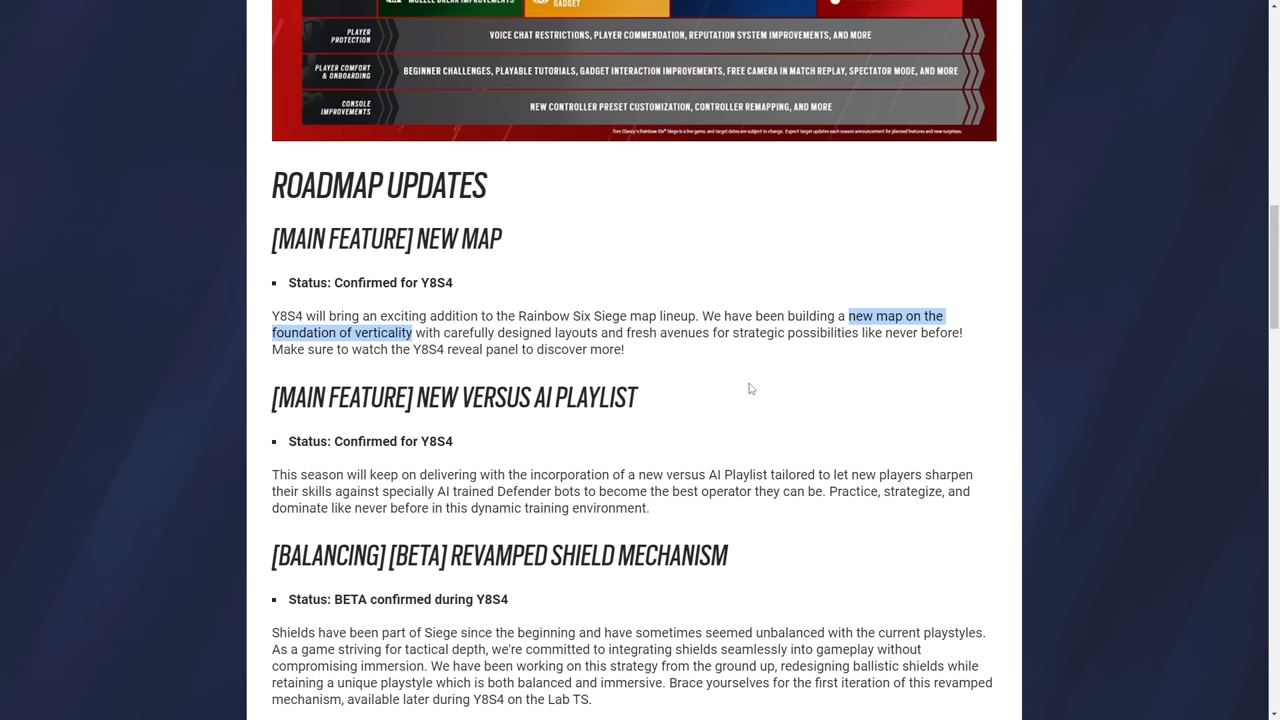 MUZZLE BREAK IMPROVEMENTS
GADGET
PLAYER
PROTECTION
VOICE CHAT RESTRICTIONS, PLAYER COMMENDATION, REPUTATION SYSTEM IMPROVEMENTS, AND MORE
PLAYER COMFORT
& ONBOARDING
BEGINNER CHALLENGES, PLAYABLE TUTORIALS, GADGET INTERACTION IMPROVEMENTS, FREE CAMERA IN MATCH REPLAY, SPECTATOR MODE, AND MORE
CONSOLE
IMPROVEMENTS
NEW CONTROLLER PRESET CUSTOMIZATION, CONTROLLER REMAPPING, AND MORE
Tom Clancy's Rainbow Six® Siege is a live game, and target dates are subject to change. Expect target updates each season announcement for planned features and new surprises.
ROADMAP UPDATES
[MAIN FEATURE] NEW MAP
▪ Status: Confirmed for Y8S4
Y8S4 will bring an exciting addition to the Rainbow Six Siege map lineup. We have been building a new map on the
foundation of verticality with carefully designed layouts and fresh avenues for strategic possibilities like never before!
Make sure to watch the Y8S4 reveal panel to discover more!
[MAIN FEATURE] NEW VERSUS AI PLAYLIST
▪ Status: Confirmed for Y8S4
This season will keep on delivering with the incorporation of a new versus AI Playlist tailored to let new players sharpen
their skills against specially AI trained Defender bots to become the best operator they can be. Practice, strategize, and
dominate like never before in this dynamic training environment.
[BALANCING] [BETA] REVAMPED SHIELD MECHANISM
▪ Status: BETA confirmed during Y8S4
Shields have been part of Siege since the beginning and have sometimes seemed unbalanced with the current playstyles.
As a game striving for tactical depth, we're committed to integrating shields seamlessly into gameplay without
compromising immersion. We have been working on this strategy from the ground up, redesigning ballistic shields while
retaining a unique playstyle which is both balanced and immersive. Brace yourselves for the first iteration of this revamped
mechanism, available later during Y8S4 on the Lab TS.